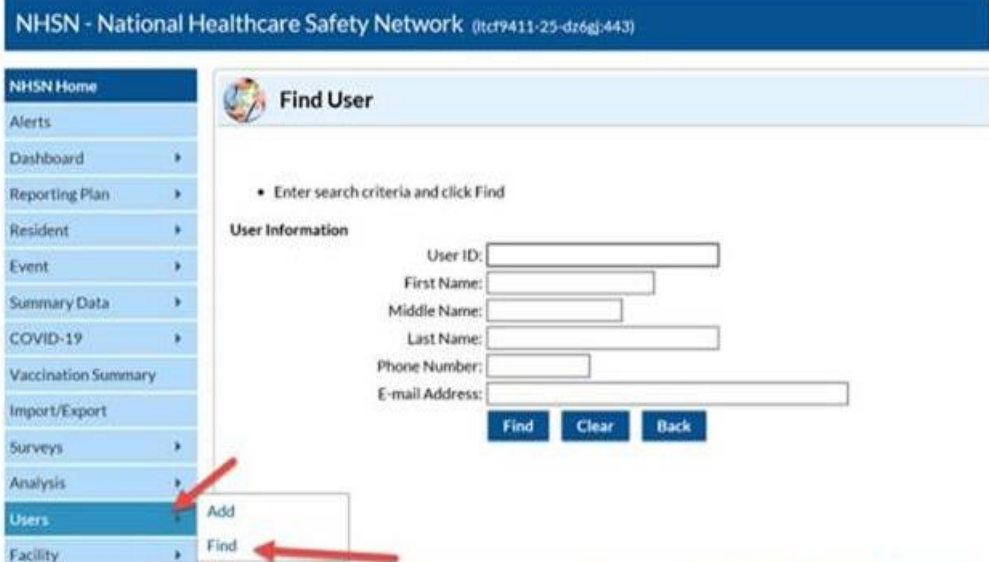 NHSN - National Healthcare Safety Network (ltcf9411-25-dz6gj:443)
NHSN Home
Alerts
Dashboard
Reporting Plan
Resident
Event
Summary Data
COVID-19
Vaccination Summary
Import/Export
Surveys
Analysis
Users
Facility
Add
Find
Find User
• Enter search criteria and click Find
User Information
User ID:
First Name:
Middle Name:
Last Name:
Phone Number:
E-mail Address:
Find Clear Back